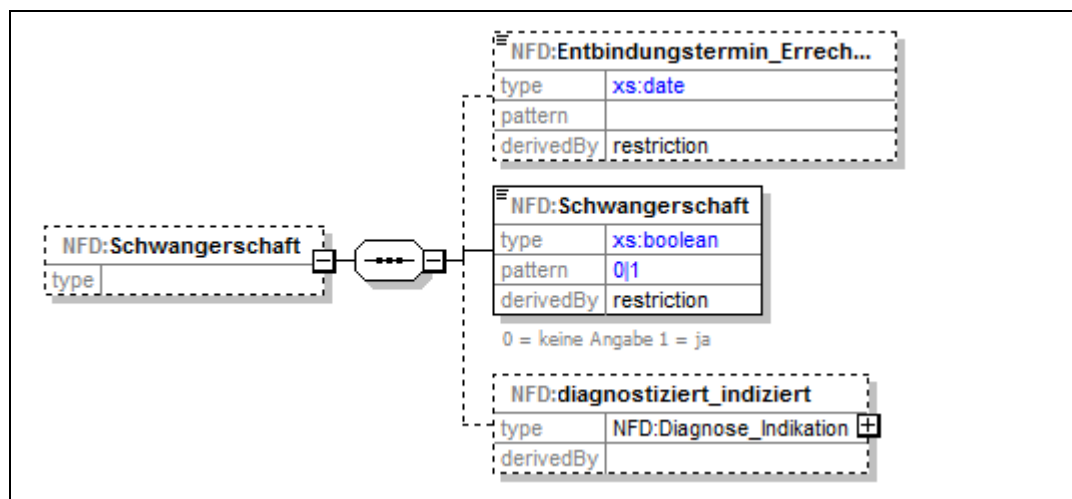 NFD:Entbindungstermin_Errech...
type xs:date
pattern
derivedBy restriction
NFD:Schwangerschaft
type
NFD:Schwangerschaft
type xs:boolean
pattern 0|1
derivedBy restriction
0 = keine Angabe 1 = ja
NFD:diagnostiziert_indiziert
type NFD:Diagnose_Indikation
derivedBy